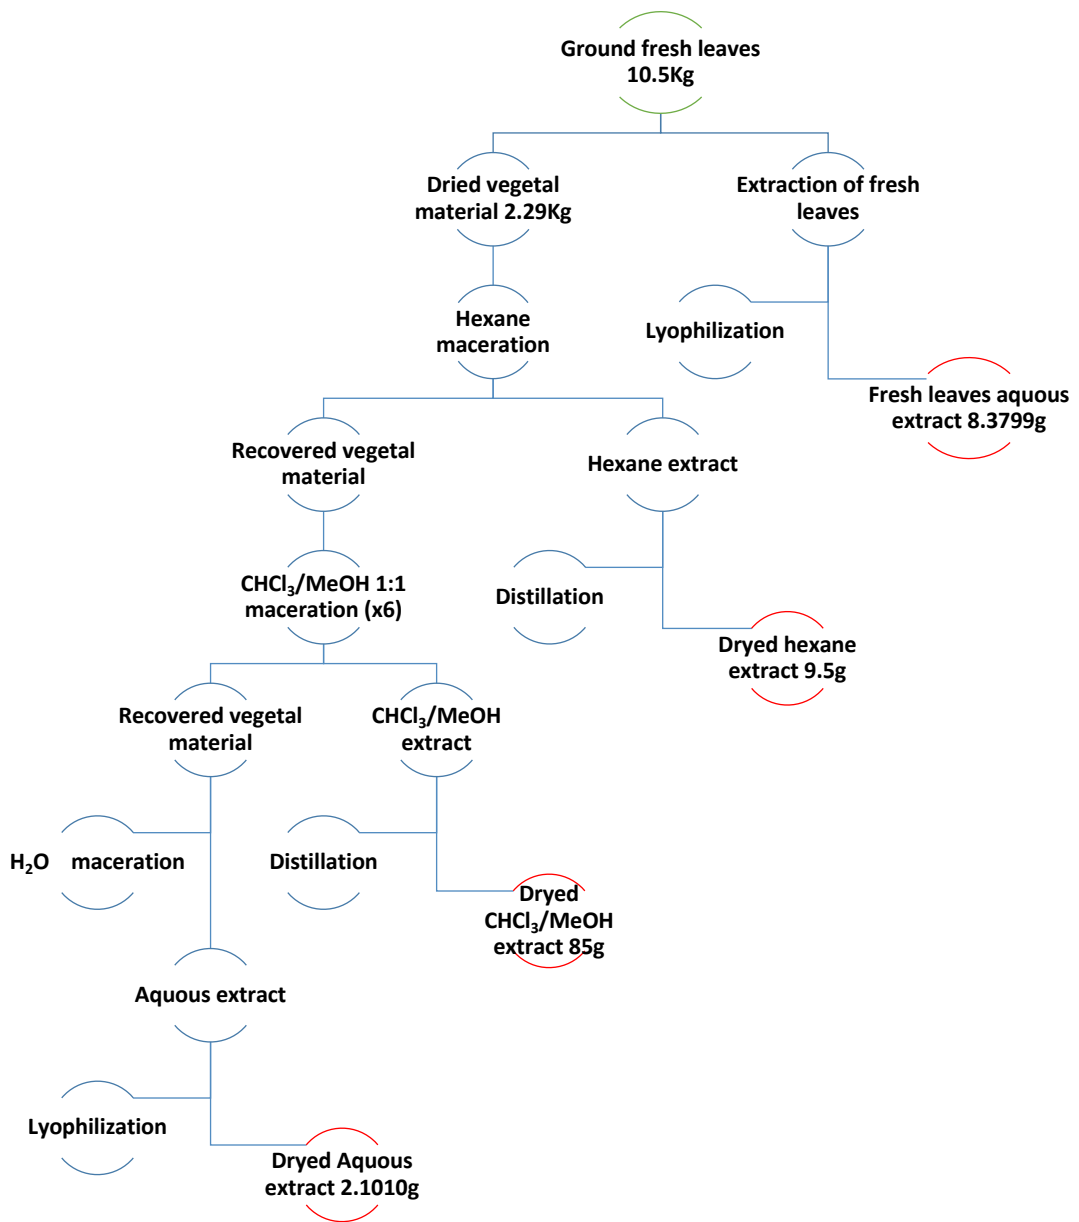 Ground fresh leaves
10.5Kg
Dried vegetal
material 2.29Kg
Extraction of fresh
leaves
Hexane
maceration
Lyophilization
Fresh leaves aquous
extract 8.3799g
Recovered vegetal
material
Hexane extract
CHCl₃/MeOH 1:1
maceration (x6)
Distillation
Dryed hexane
extract 9.5g
Recovered vegetal
material
CHCl₃/MeOH
extract
H₂O maceration
Distillation
Dryed
CHCl₃/MeOH
extract 85g
Aquous extract
Lyophilization
Dryed Aquous
extract 2.1010g